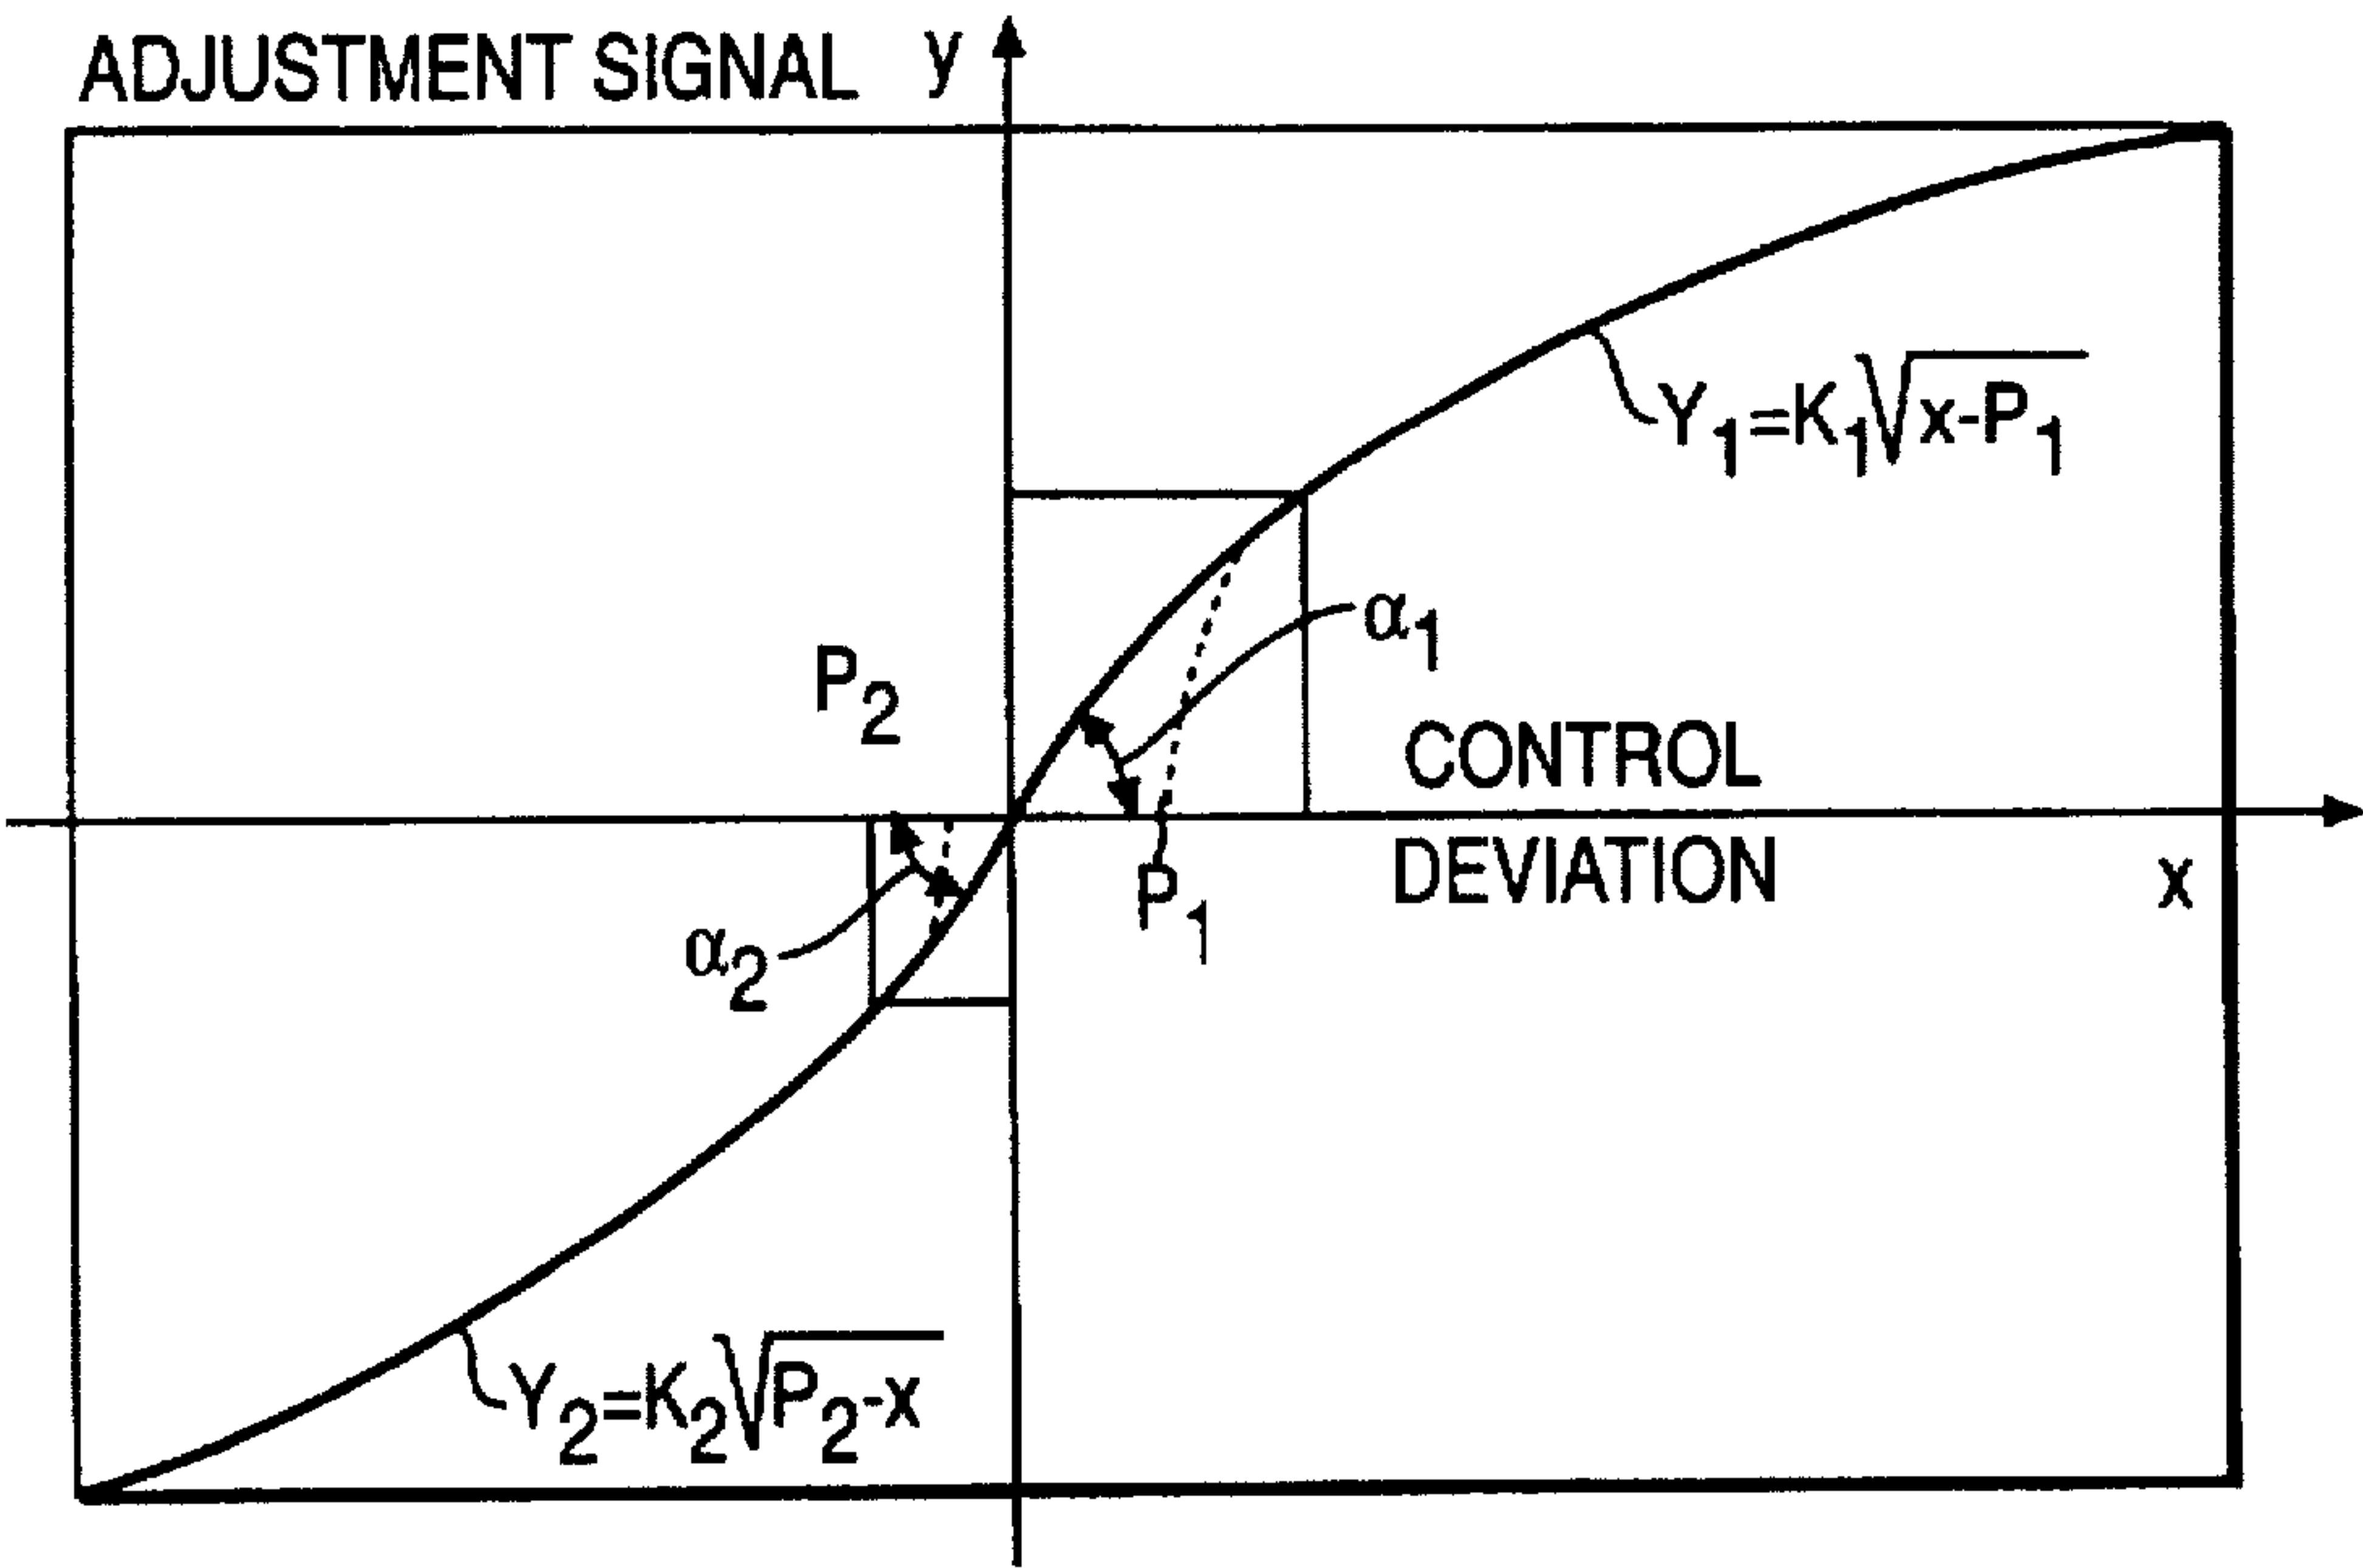 ADJUSTMENT SIGNAL y
Y₁=K₁√x-P₁
α₁
P₂
CONTROL
DEVIATION
x
P₁
α₂
Y₂=K₂√P₂-x